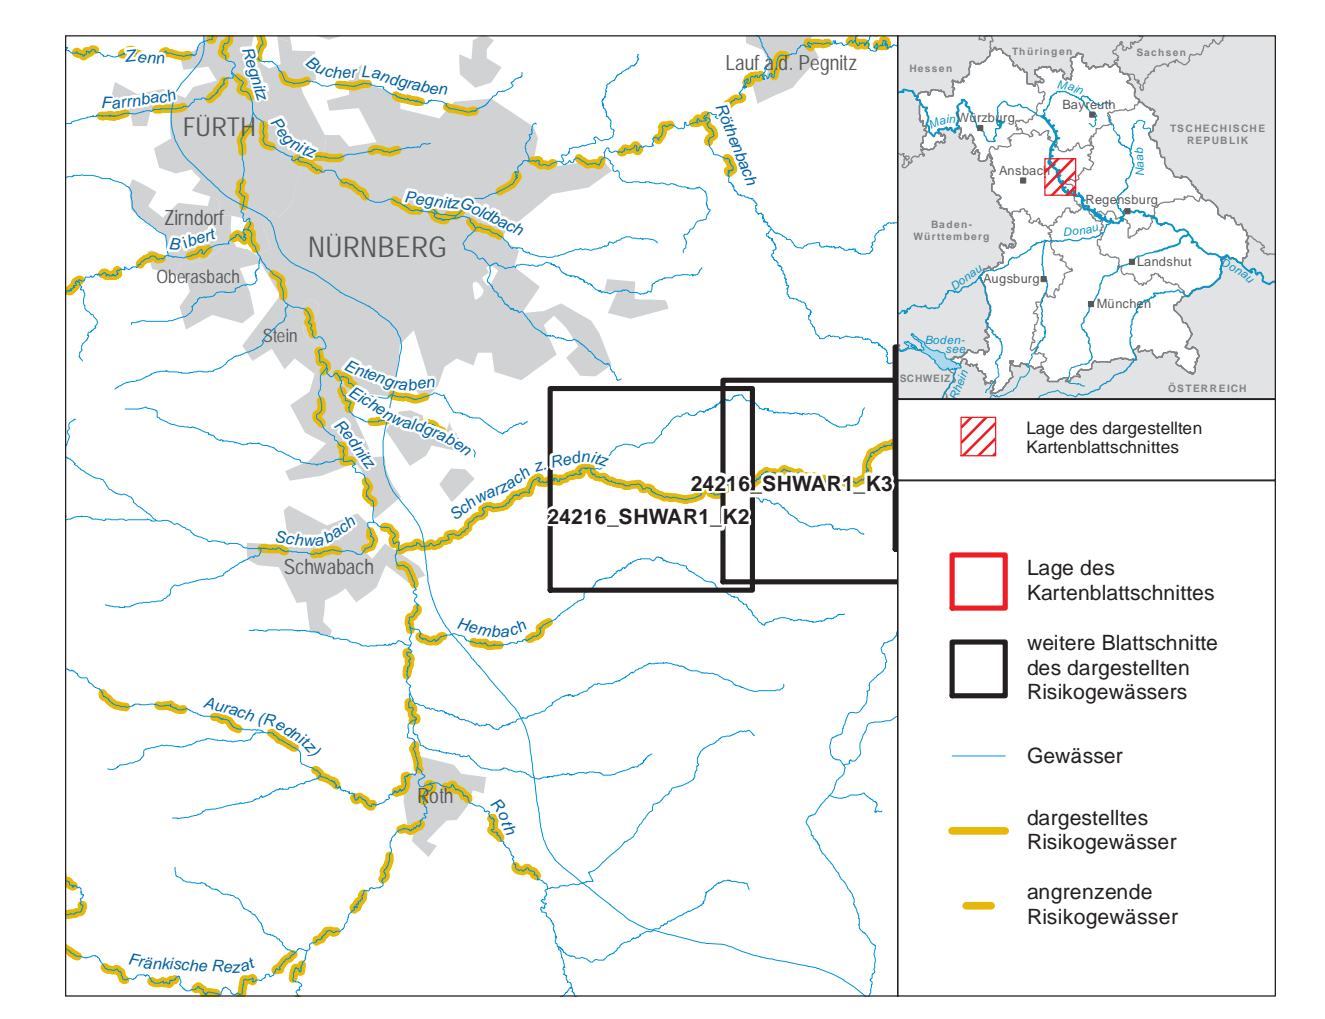 Zenn
Regnitz
Bucher Landgraben
Lauf a.d. Pegnitz
Farrnbach
FÜRTH
Pegnitz
Röthenbach
Pegnitz
Goldbach
Zirndorf
Bibert
NÜRNBERG
Oberasbach
Stein
Entengraben
Eichenwaldgraben
Rednitz
Schwarzach z. Rednitz
24216_SHWAR1_K3
24216_SHWAR1_K2
Schwabach
Schwabach
Hembach
Aurach (Rednitz)
Roth
Roth
Fränkische Rezat
Thüringen
Sachsen
Hessen
Main
Bayreuth
Main
Würzburg
TSCHECHISCHE
REPUBLIK
Naab
Ansbach
Regensburg
Baden-
Württemberg
Donau
Landshut
Donau
Donau
Augsburg
München
Boden-
see
SCHWEIZ
Rhein
ÖSTERREICH
Lage des dargestellten
Kartenblattschnittes
Lage des
Kartenblattschnittes
weitere Blattschnitte
des dargestellten
Risikogewässers
Gewässer
dargestelltes
Risikogewässer
angrenzende
Risikogewässer